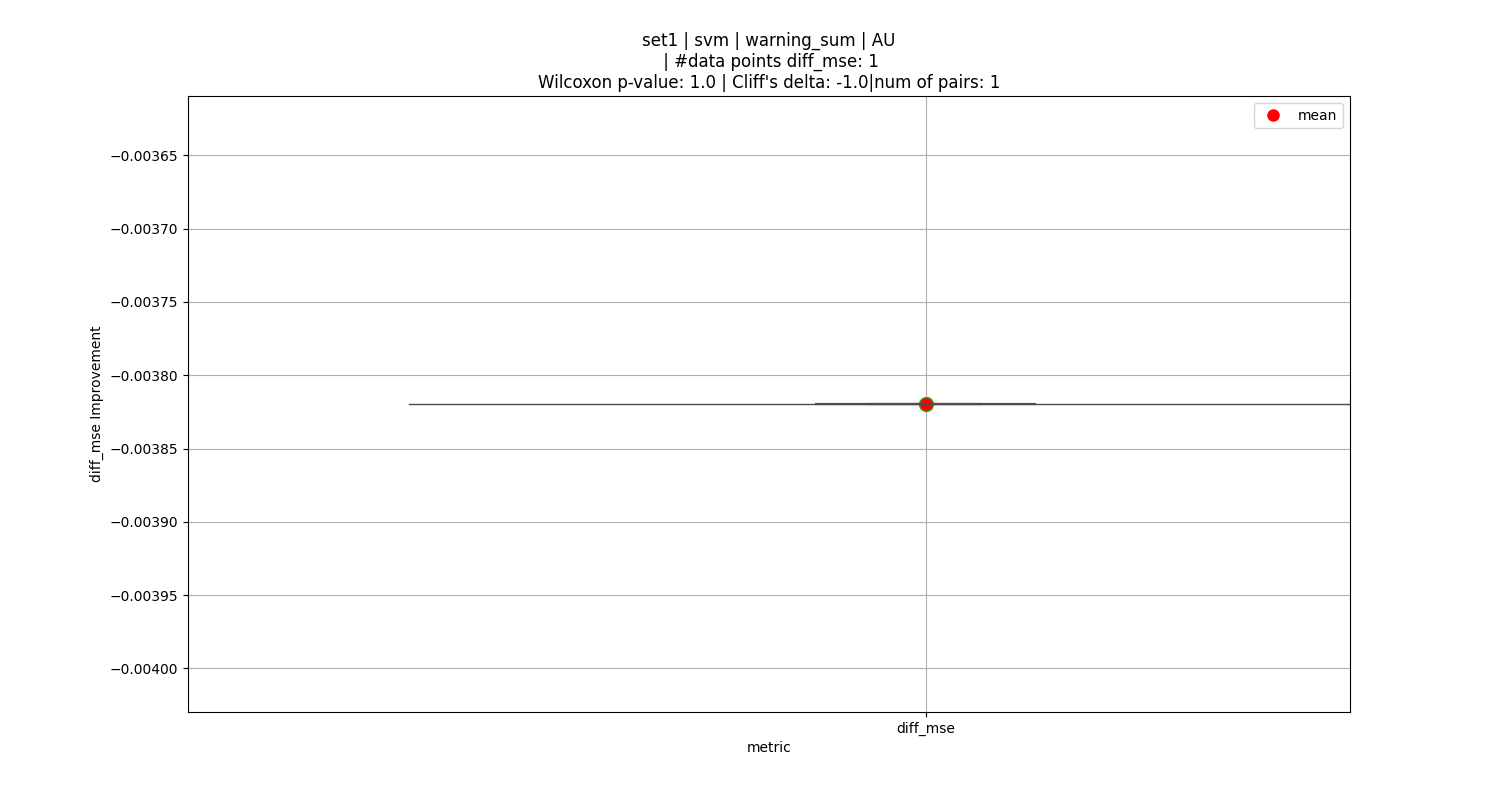 set1 | svm | warning_sum | AU
| #data points diff_mse: 1
Wilcoxon p-value: 1.0 | Cliff's delta: -1.0|num of pairs: 1
mean
−0.00365
−0.00370
−0.00375
−0.00380
−0.00385
−0.00390
−0.00395
−0.00400
diff_mse Improvement
diff_mse
metric